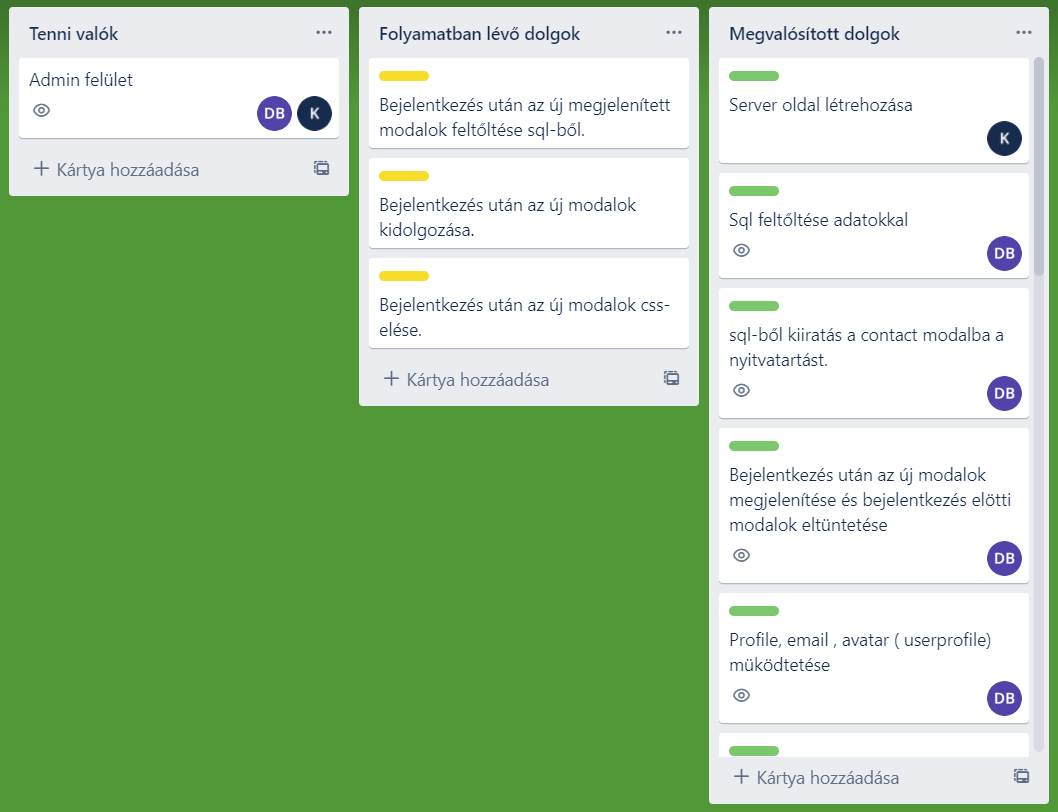 Tenni valók
Admin felület
DB
K
Kártya hozzáadása
Folyamatban lévő dolgok
Bejelentkezés után az új megjelenített
modalok feltőltése sql-ből.
Bejelentkezés után az új modalok
kidolgozása.
Bejelentkezés után az új modalok css-
elése.
Kártya hozzáadása
Megvalósított dolgok
Server oldal létrehozása
K
Sql feltőltése adatokkal
DB
sql-ből kiiratás a contact modalba a
nyitvatartást.
DB
Bejelentkezés után az új modalok
megjelenítése és bejelentkezés elötti
modalok eltüntetése
DB
Profile, email , avatar ( userprofile)
müködtetése
DB
Kártya hozzáadása